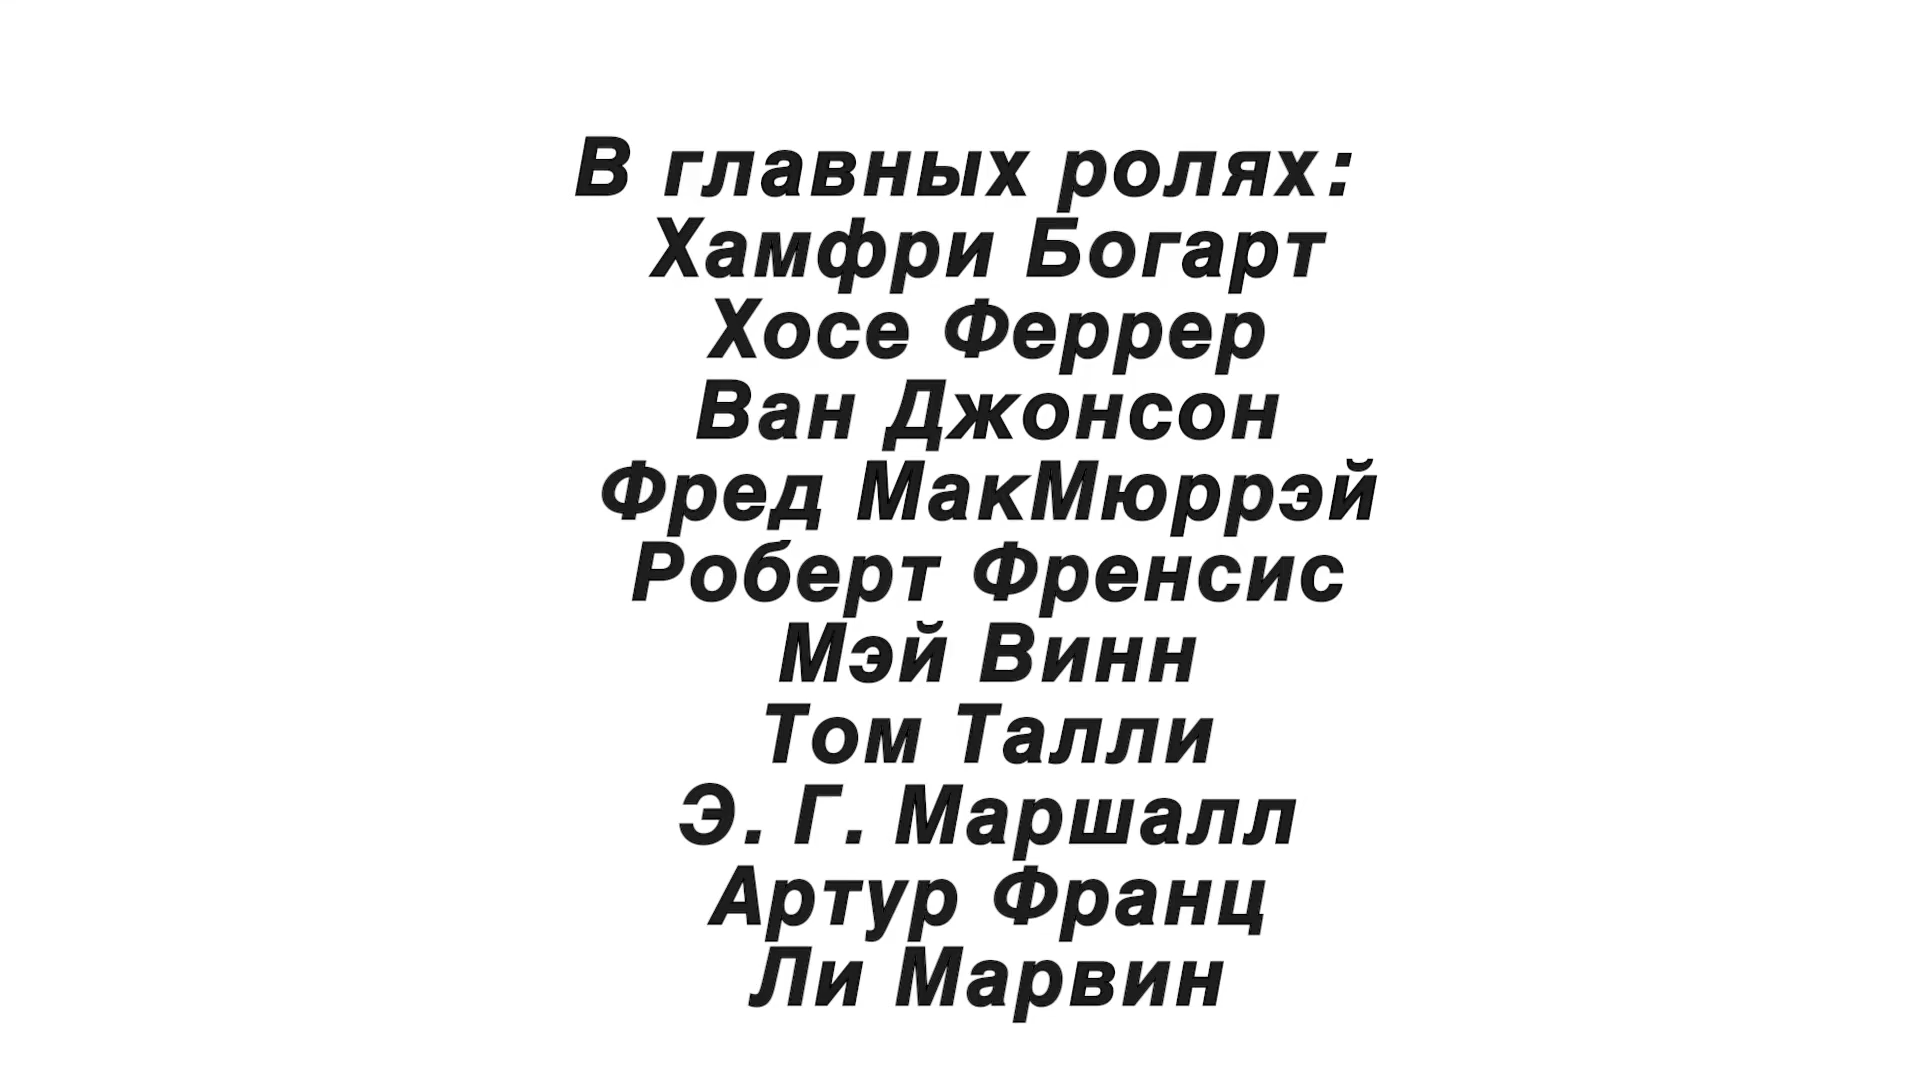 В главных ролях:
Хамфри Богарт
Хосе Феррер
Ван Джонсон
Фред МакМюррэй
Роберт Френсис
Мэй Винн
Том Талли
Э. Г. Маршалл
Артур Франц
Ли Марвин